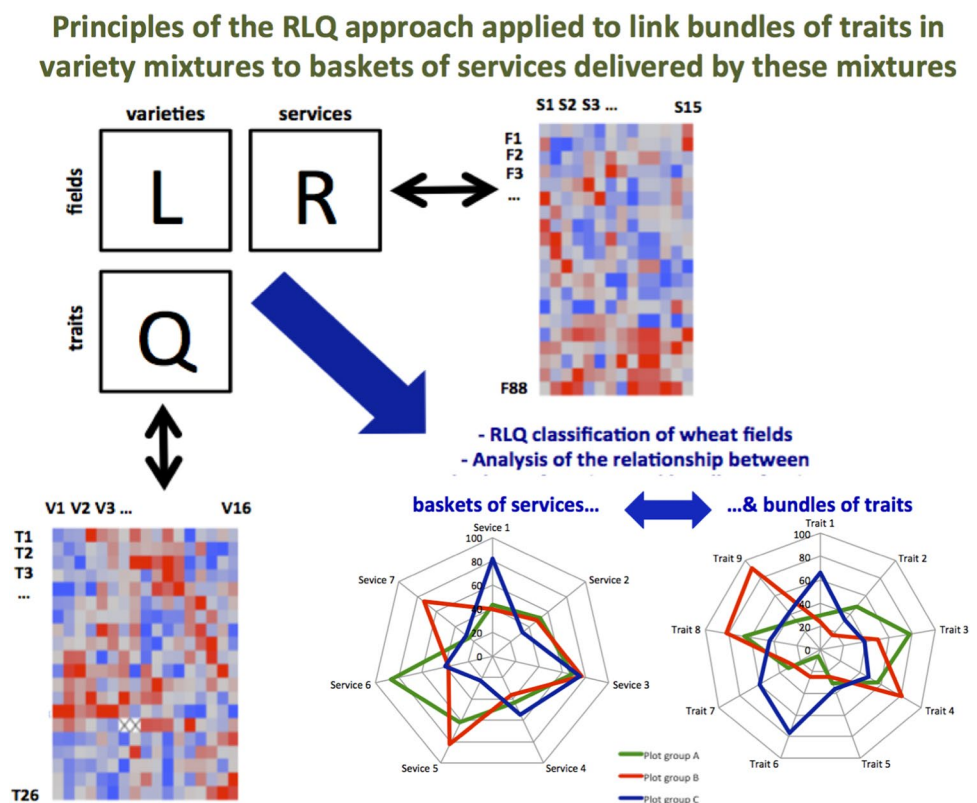 Principles of the RLQ approach applied to link bundles of traits in
variety mixtures to baskets of services delivered by these mixtures
varieties
services
fields
L
R
traits
Q
S1 S2 S3 ...
S15
F1
F2
F3
...
F88
- RLQ classification of wheat fields
- Analysis of the relationship between
V1 V2 V3 ...
V16
T1
T2
T3
...
T26
baskets of services...
...& bundles of traits
Sevice 1
Service 2
Sevice 3
Service 4
Sevice 5
Service 6
Sevice 7
100
80
60
40
20
0
Trait 1
Trait 2
Trait 3
Trait 4
Trait 5
Trait 6
Trait 7
Trait 8
Trait 9
100
80
60
40
20
0
Plot group A
Plot group B
Plot group C